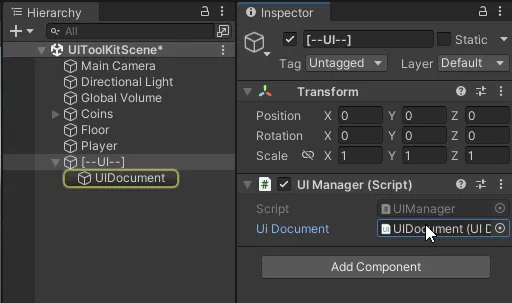 Hierarchy
All
UIToolKitScene*
Main Camera
Directional Light
Global Volume
Coins
Floor
Player
[--UI--]
UIDocument
Inspector
[--UI--] Static
Tag Untagged Layer Default
Transform
Position X 0 Y 0 Z 0
Rotation X 0 Y 0 Z 0
Scale X 1 Y 1 Z 1
UI Manager (Script)
Script UIManager
Ui Document UIDocument (UI D
Add Component